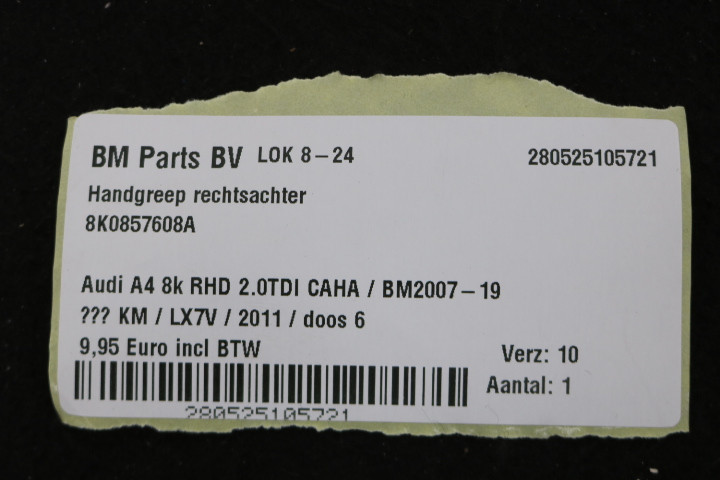 BM Parts BV LOK 8-24 280525105721
Handgreep rechtsachter
8K0857608A
Audi A4 8k RHD 2.0TDI CAHA / BM2007-19
??? KM / LX7V / 2011 / doos 6
9,95 Euro incl BTW Verz: 10
Aantal: 1
280525105721